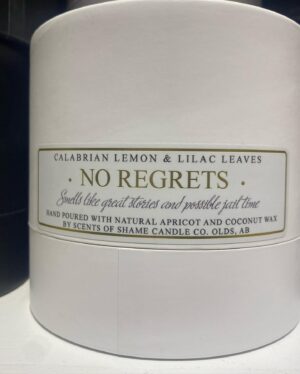 CALABRIAN LEMON & LILAC LEAVES
· NO REGRETS ·
Smells like great stories and possible jail time
HAND POURED WITH NATURAL APRICOT AND COCONUT WAX
BY SCENTS OF SHAME CANDLE CO. OLDS, AB